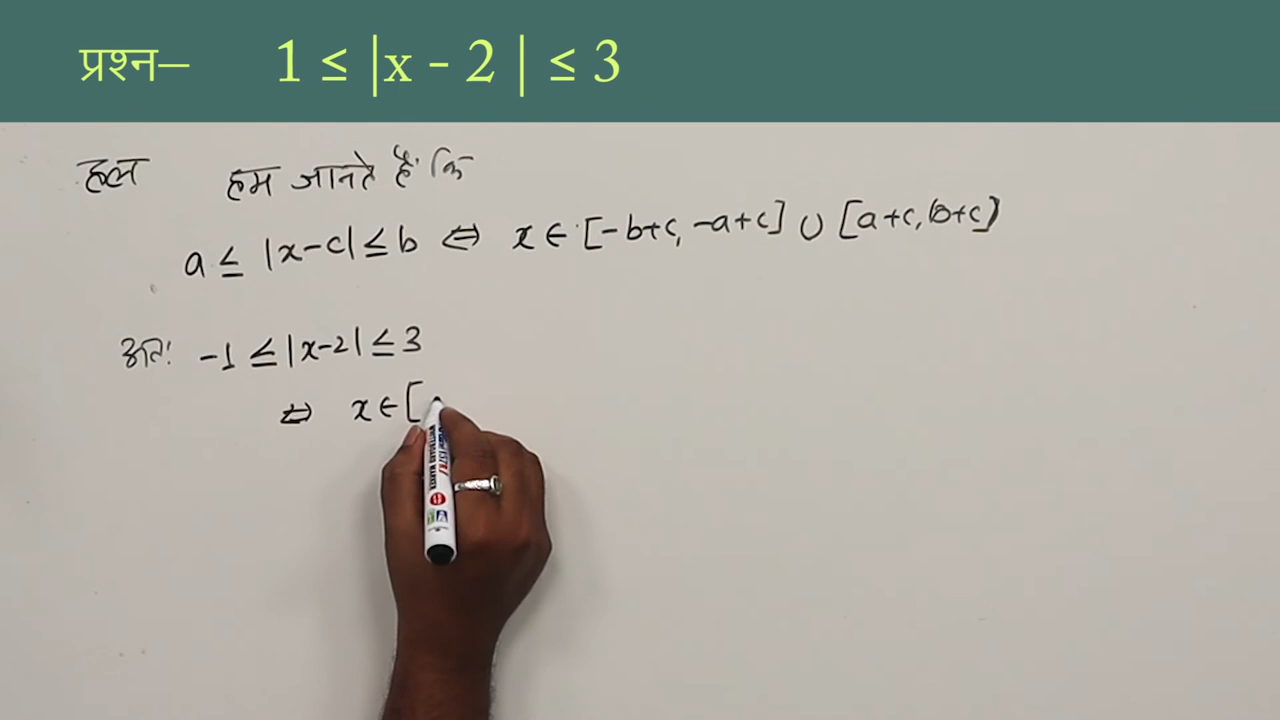 प्रश्न– 1 ≤ |x - 2 | ≤ 3
हल हम जानते हैं कि
a ≤ |x-c| ≤ b ⇔ x ∈ [-b+c, -a+c] ∪ [a+c, b+c]
अतः -1 ≤ |x-2| ≤ 3
⇔ x ∈ [